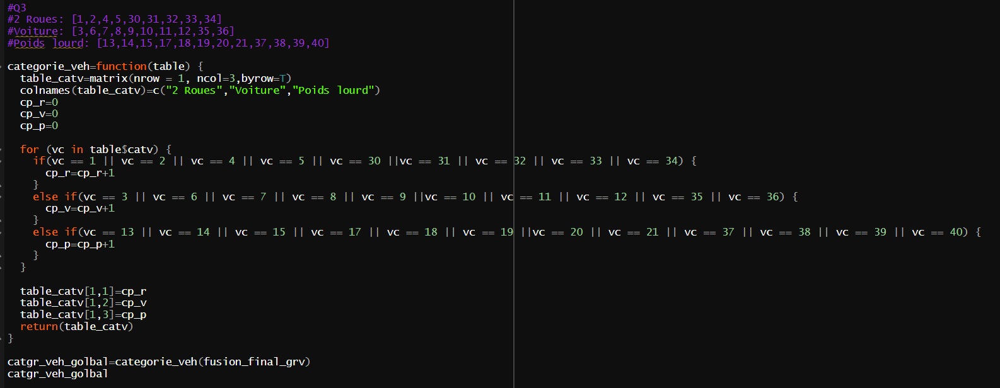 #Q3
#2 Roues: [1,2,4,5,30,31,32,33,34]
#Voiture: [3,6,7,8,9,10,11,12,35,36]
#Poids lourd: [13,14,15,17,18,19,20,21,37,38,39,40]
categorie_veh=function(table) {
  table_catv=matrix(nrow = 1, ncol=3,byrow=T)
  colnames(table_catv)=c("2 Roues","Voiture","Poids lourd")
  cp_r=0
  cp_v=0
  cp_p=0
  for (vc in table$catv) {
    if(vc == 1 || vc == 2 || vc == 4 || vc == 5 || vc == 30 ||vc == 31 || vc == 32 || vc == 33 || vc == 34) {
      cp_r=cp_r+1
    }
    else if(vc == 3 || vc == 6 || vc == 7 || vc == 8 || vc == 9 ||vc == 10 || vc == 11 || vc == 12 || vc == 35 || vc == 36) {
      cp_v=cp_v+1
    }
    else if(vc == 13 || vc == 14 || vc == 15 || vc == 17 || vc == 18 || vc == 19 ||vc == 20 || vc == 21 || vc == 37 || vc == 38 || vc == 39 || vc == 40) {
      cp_p=cp_p+1
    }
  }
  table_catv[1,1]=cp_r
  table_catv[1,2]=cp_v
  table_catv[1,3]=cp_p
  return(table_catv)
}
catgr_veh_golbal=categorie_veh(fusion_final_grv)
catgr_veh_golbal